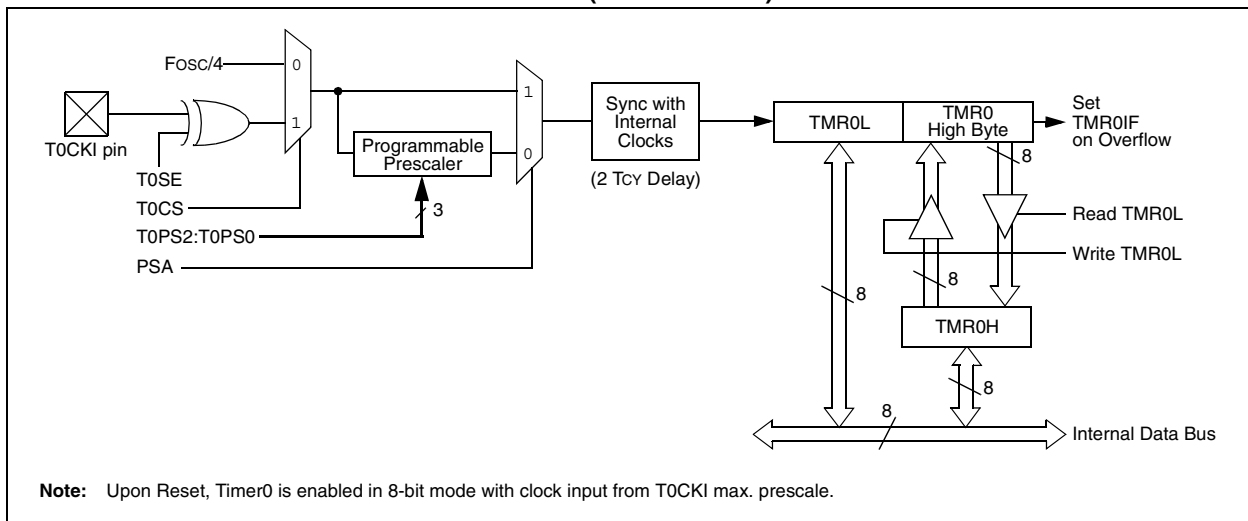 FOSC/4
0
1
T0CKI pin
T0SE
T0CS
T0PS2:T0PS0
PSA
Programmable
Prescaler
3
1
0
Sync with
Internal
Clocks
(2 TCY Delay)
TMR0L
TMR0
High Byte
Set
TMR0IF
on Overflow
8
Read TMR0L
Write TMR0L
8
8
TMR0H
8
8
Internal Data Bus
Note: Upon Reset, Timer0 is enabled in 8-bit mode with clock input from T0CKI max. prescale.